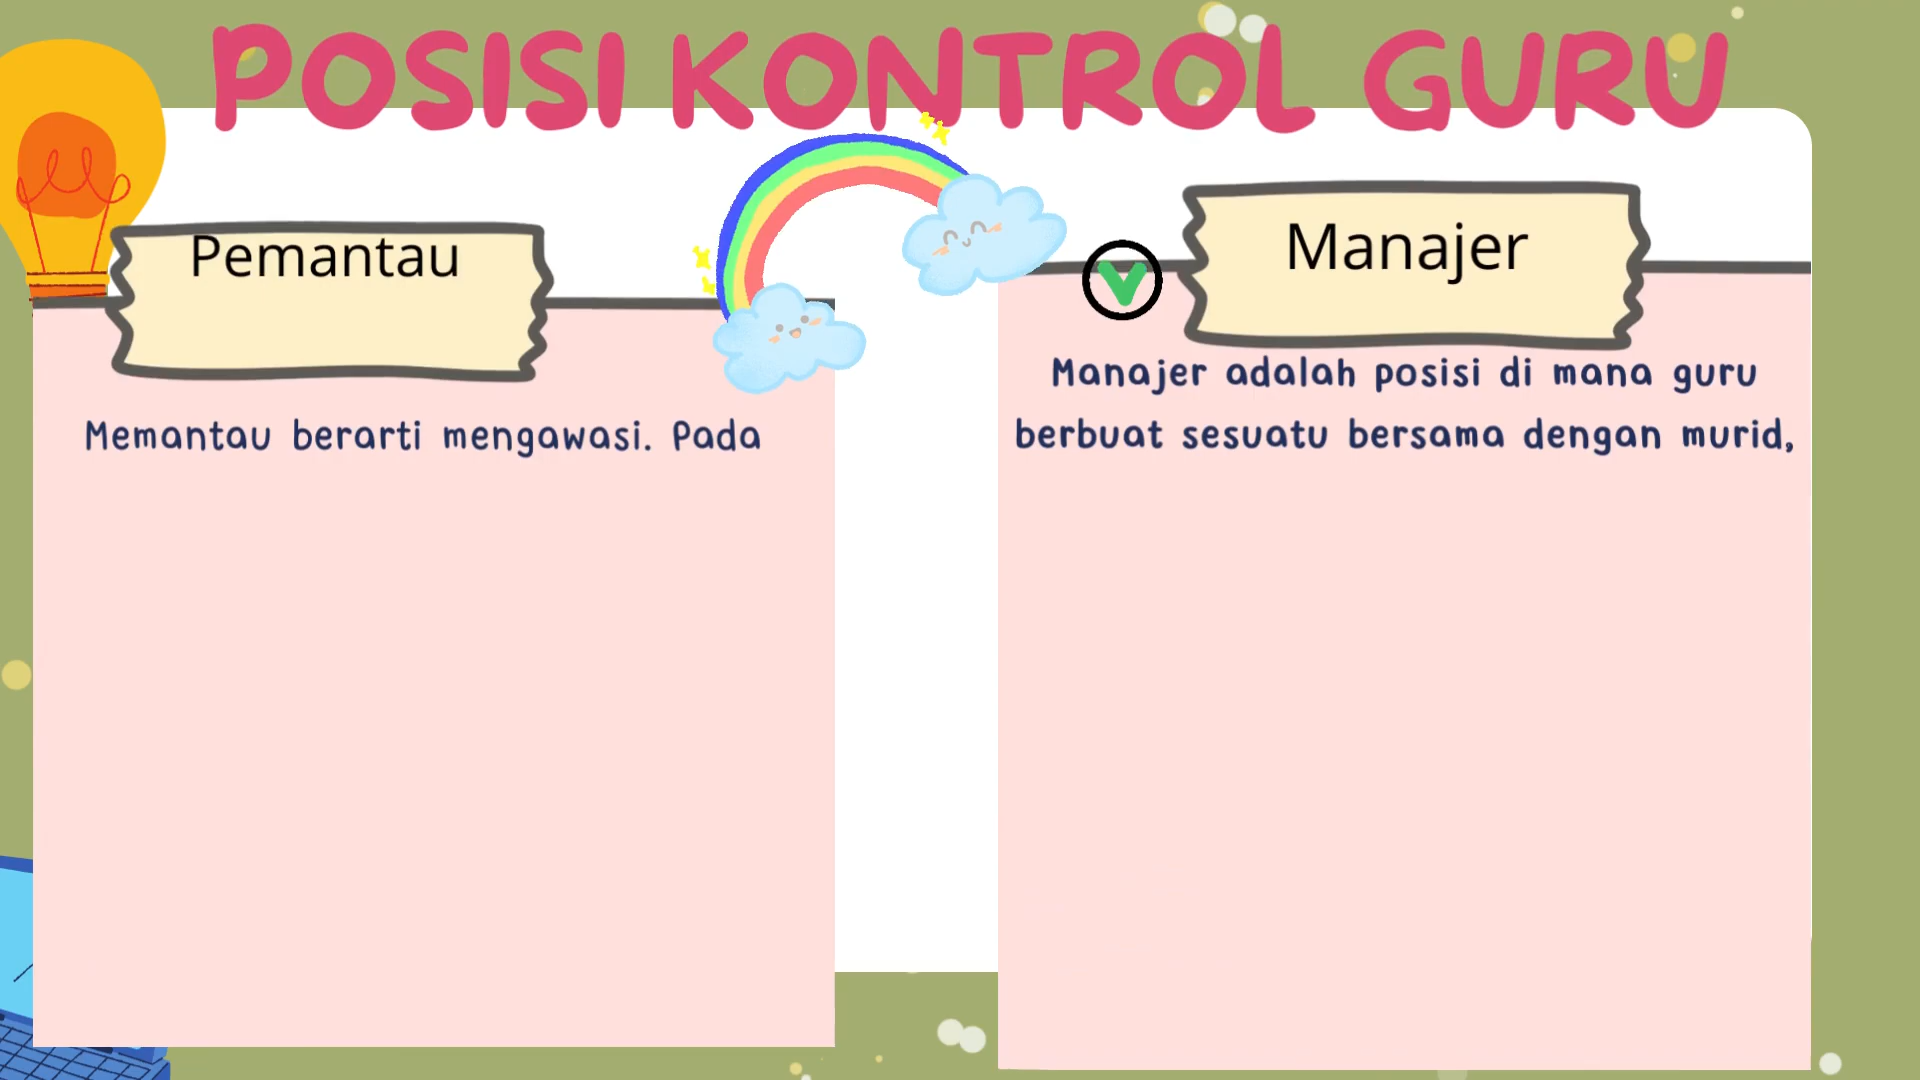 POSISI KONTROL GURU
Pemantau
Memantau berarti mengawasi. Pada
Manajer
Manajer adalah posisi di mana guru
berbuat sesuatu bersama dengan murid,